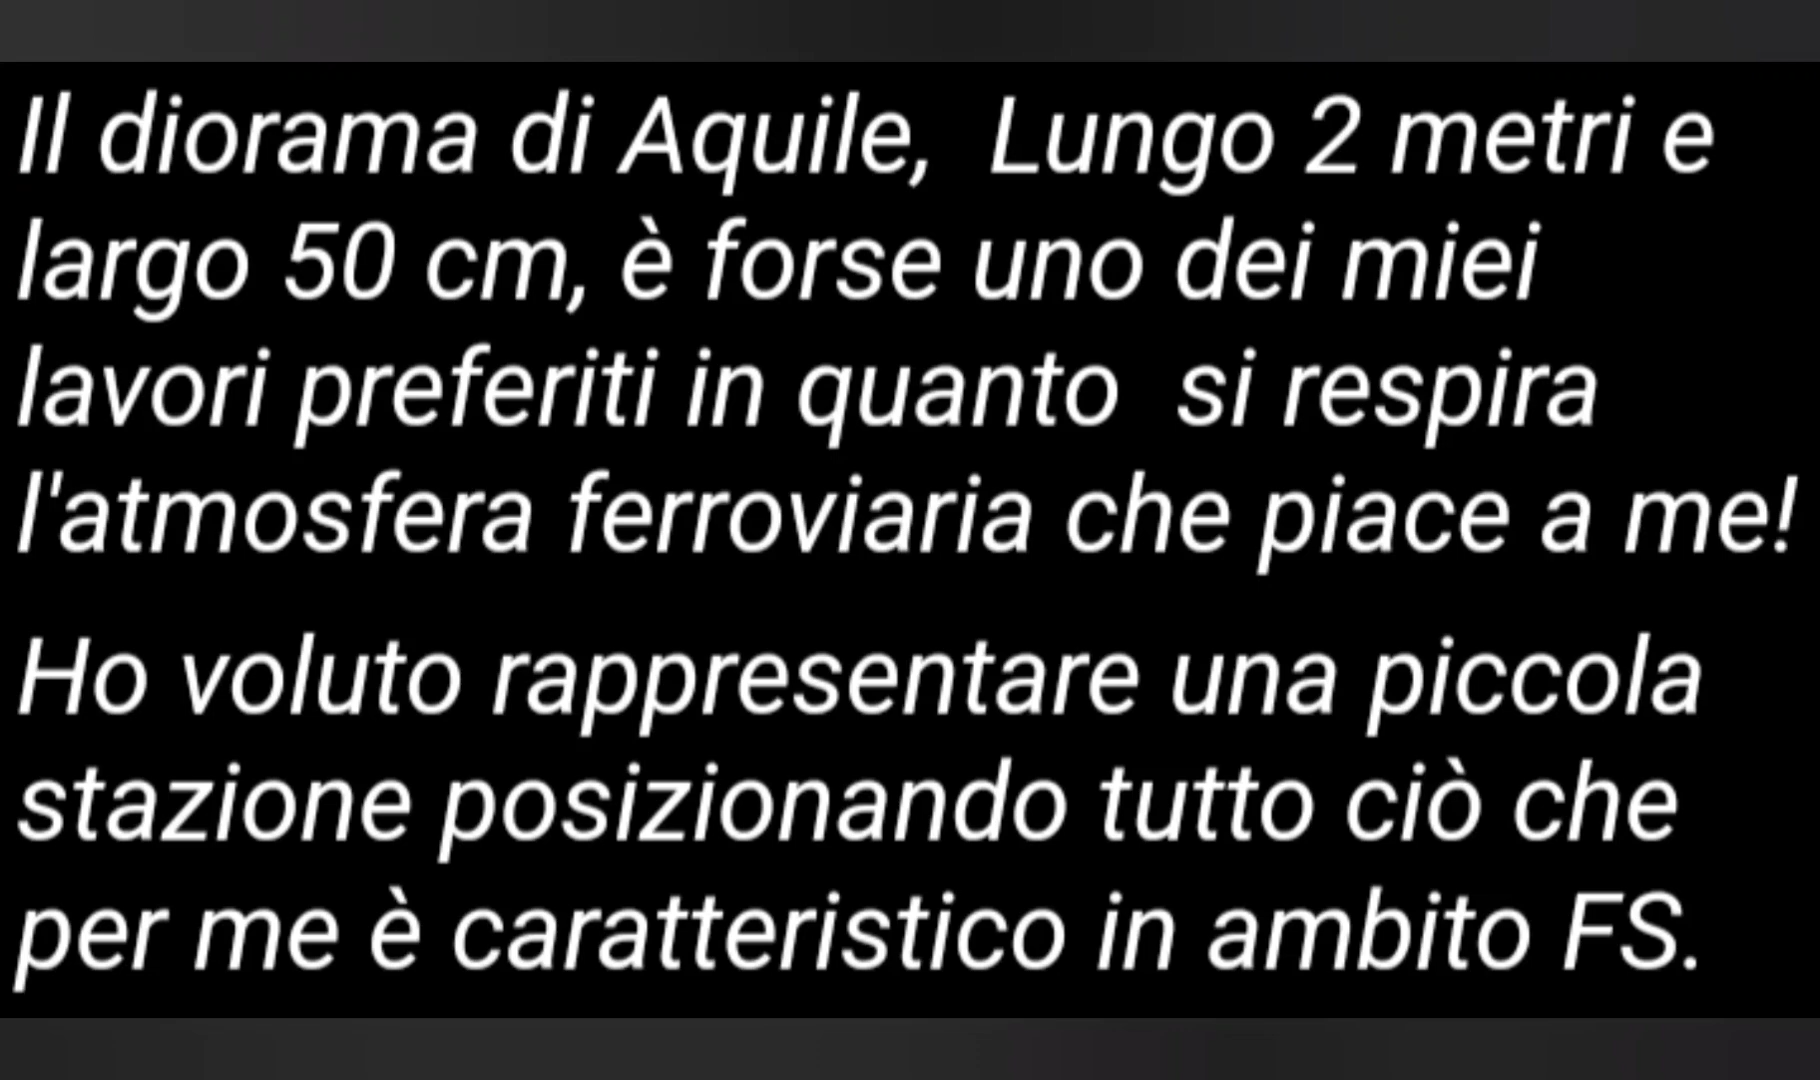 Il diorama di Aquile,  Lungo 2 metri e
largo 50 cm, è forse uno dei miei
lavori preferiti in quanto  si respira
l'atmosfera ferroviaria che piace a me!
Ho voluto rappresentare una piccola
stazione posizionando tutto ciò che
per me è caratteristico in ambito FS.